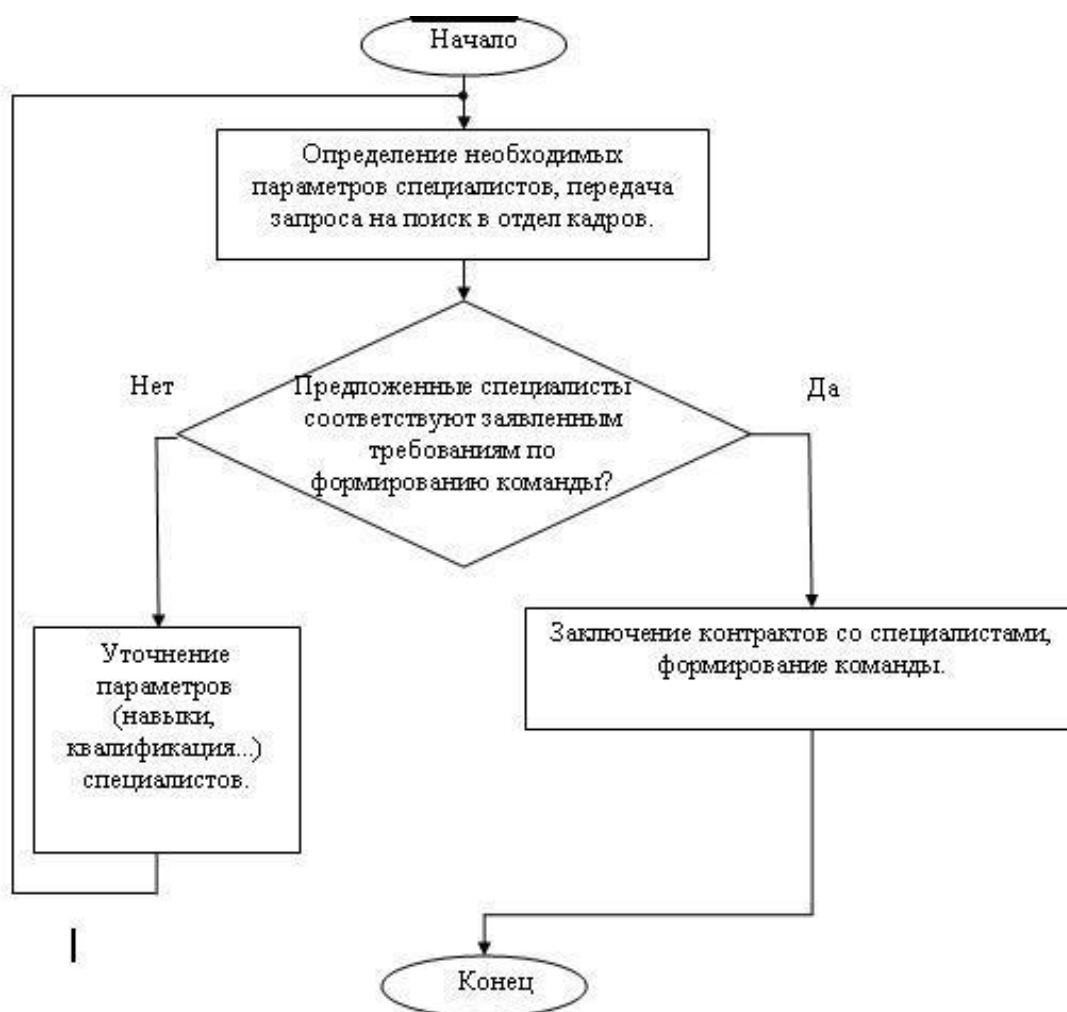 Начало
Определение необходимых
параметров специалистов, передача
запроса на поиск в отдел кадров.
Нет
Предложенные специалисты
соответствуют заявленным
требованиям по
формированию команды?
Да
Уточнение
параметров
(навыки,
квалификация...)
специалистов.
Заключение контрактов со специалистами,
формирование команды.
Конец